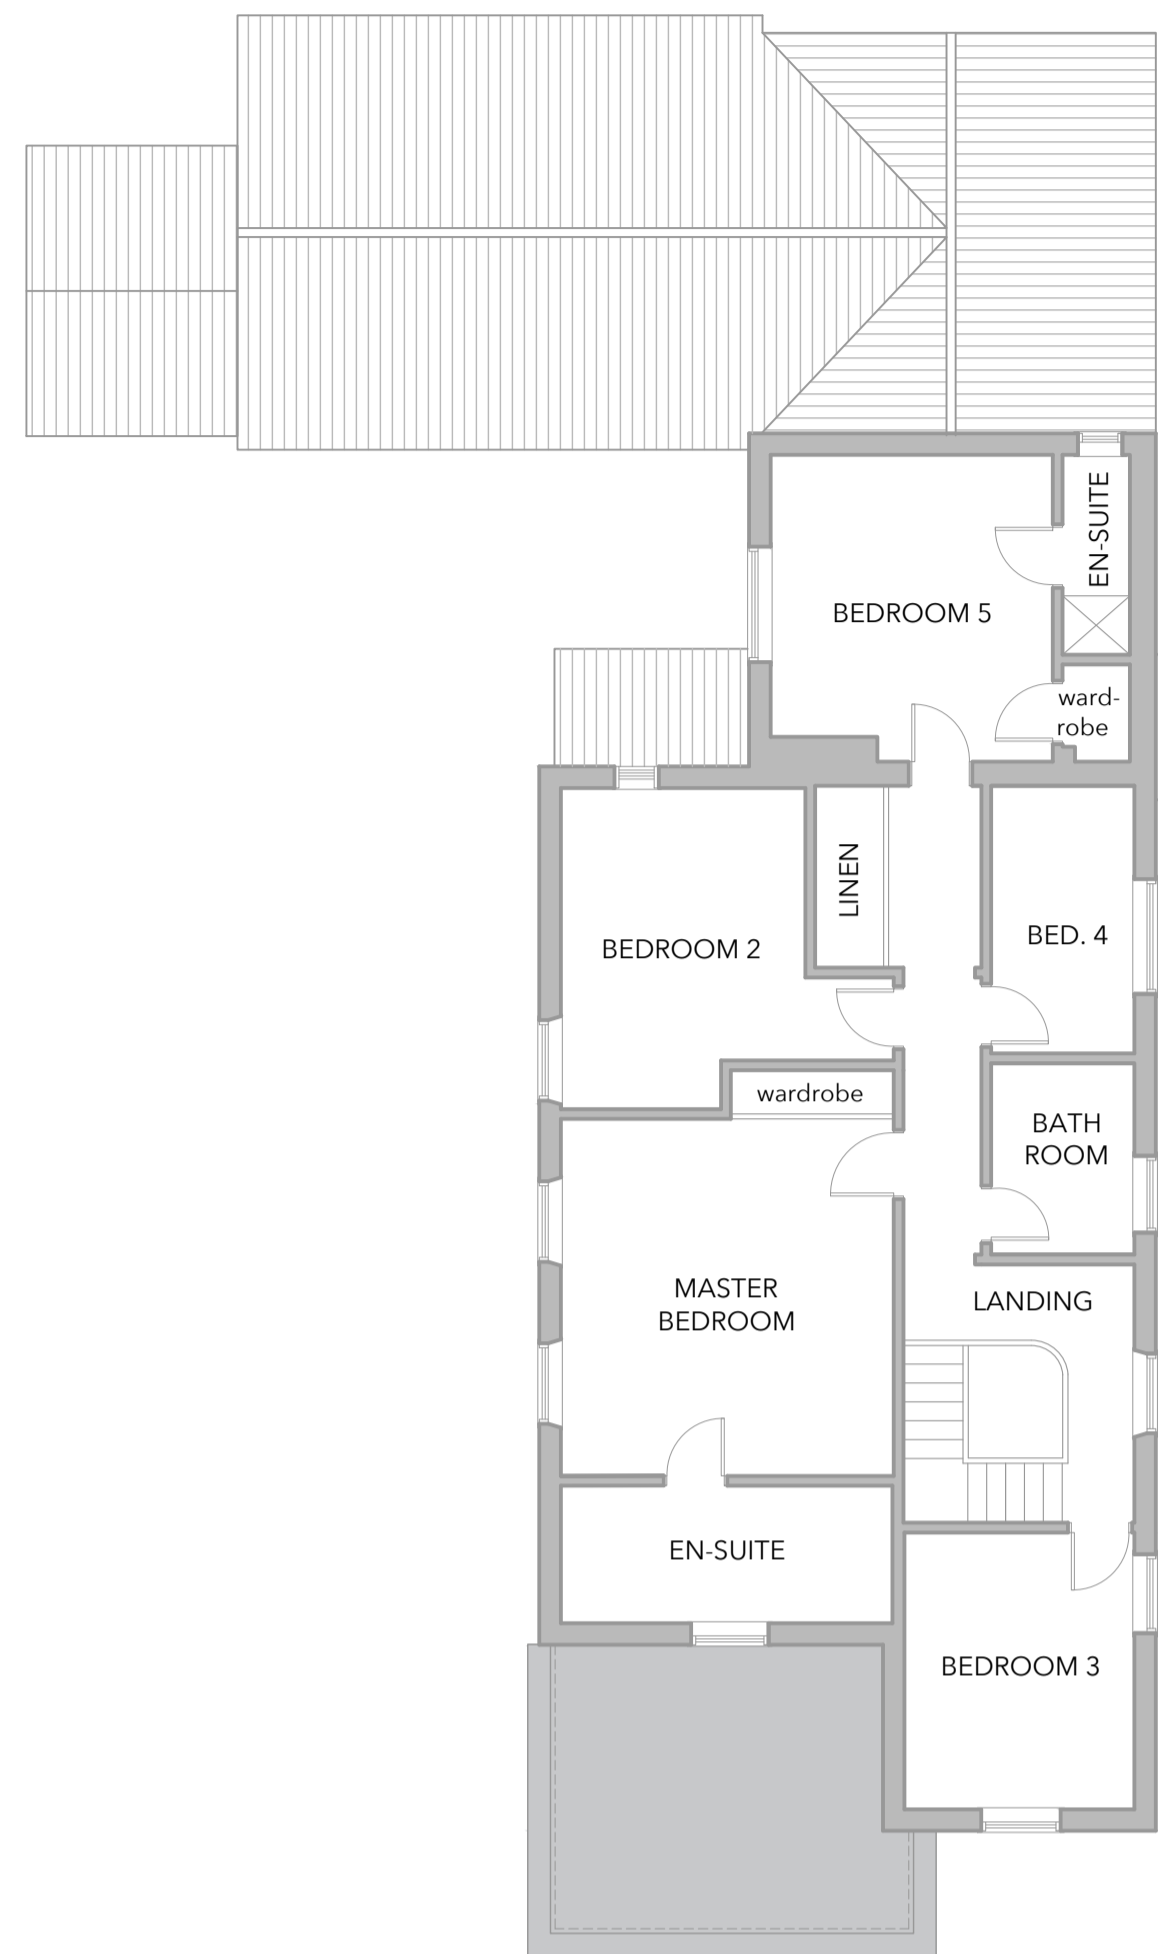 EN-SUITE
BEDROOM 5
ward-
robe
LINEN
BED. 4
BEDROOM 2
wardrobe
BATH
ROOM
MASTER
BEDROOM
LANDING
EN-SUITE
BEDROOM 3